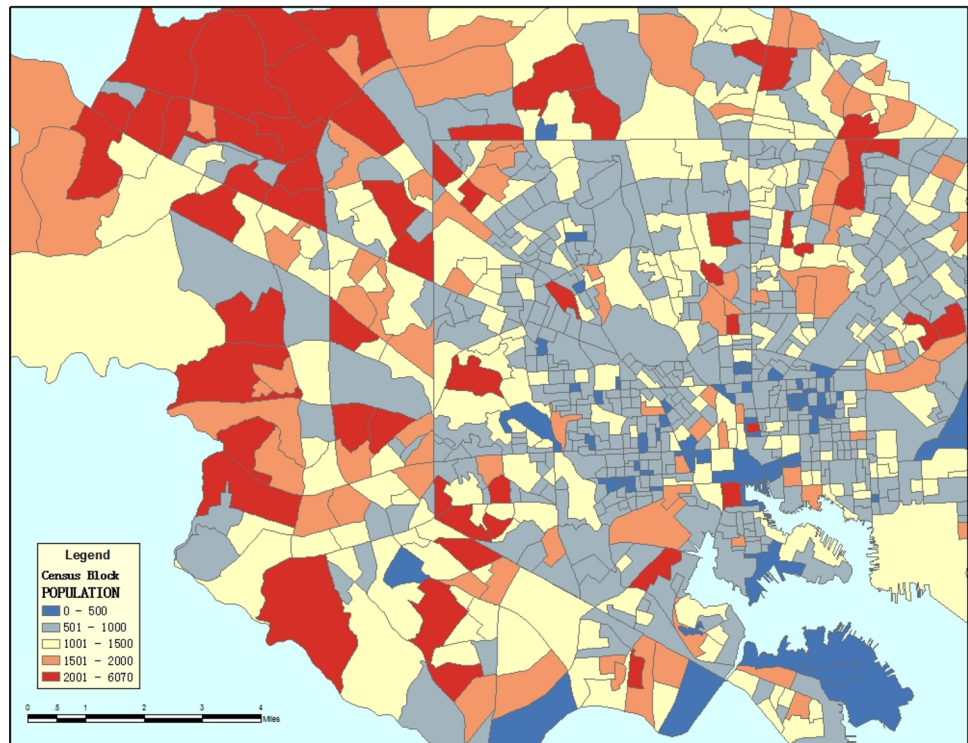 Legend
Census Block
POPULATION
0 - 500
501 - 1000
1001 - 1500
1501 - 2000
2001 - 6070
0 .5 1 2 3 4
Miles